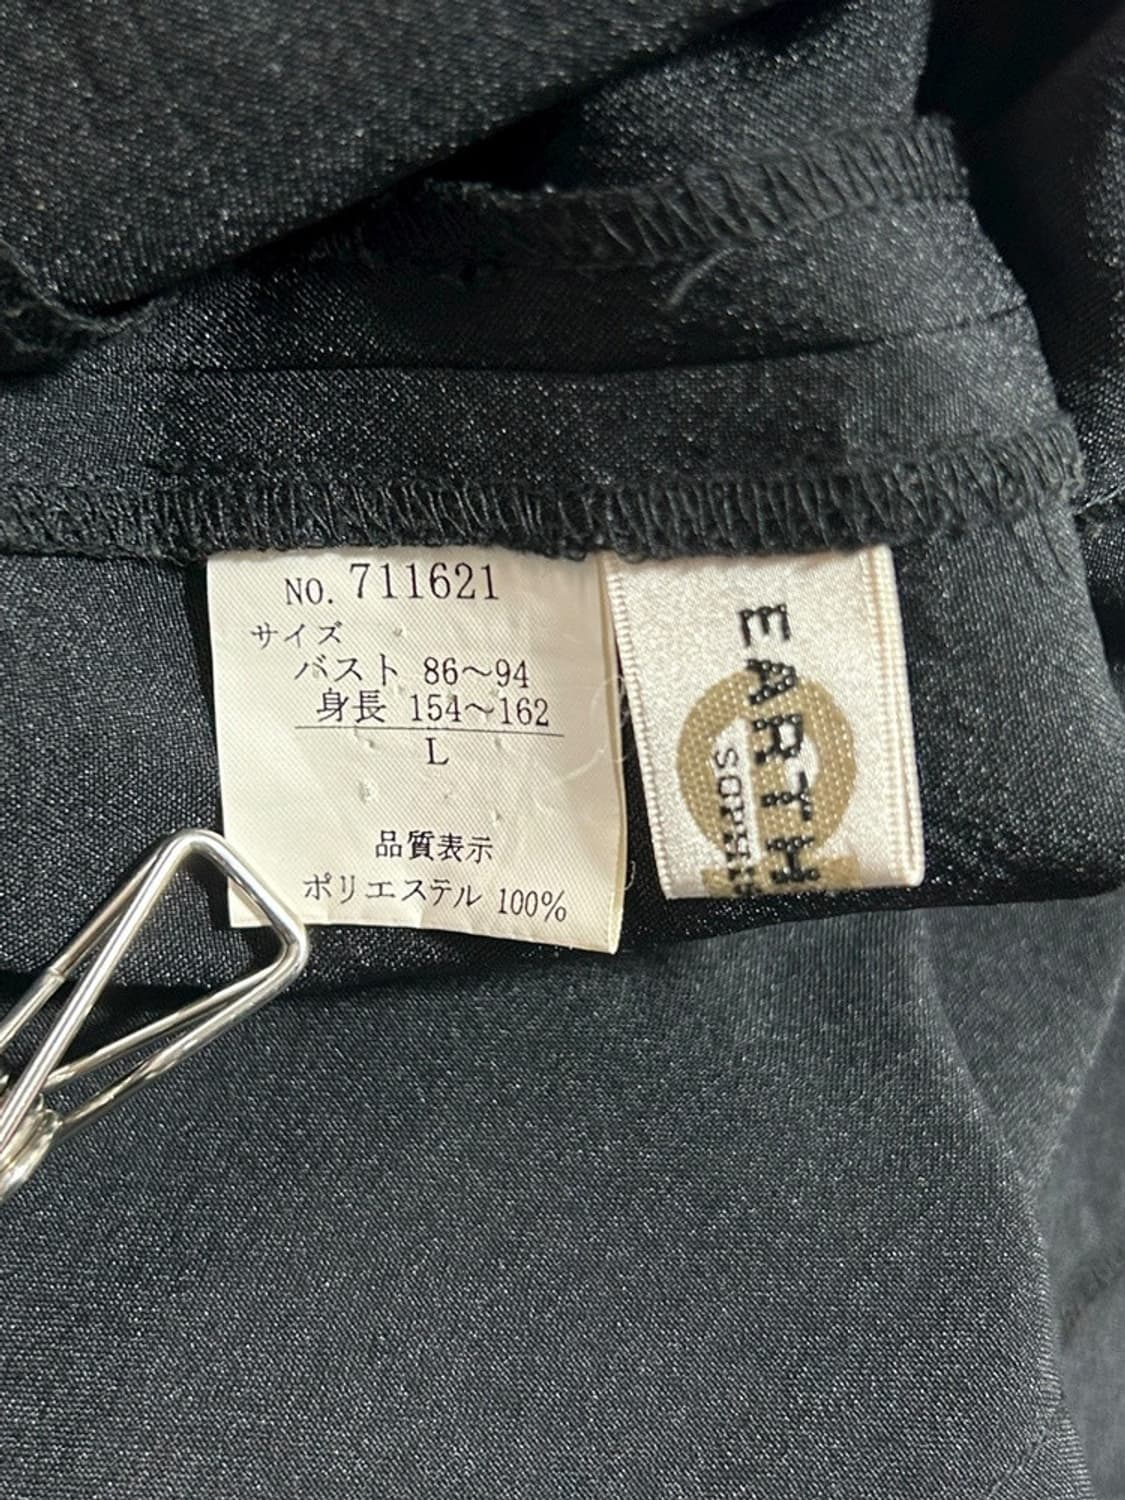 NO. 711621
サイズ
バスト 86～94
身長 154～162
L
品質表示
ポリエステル 100%
EARTH